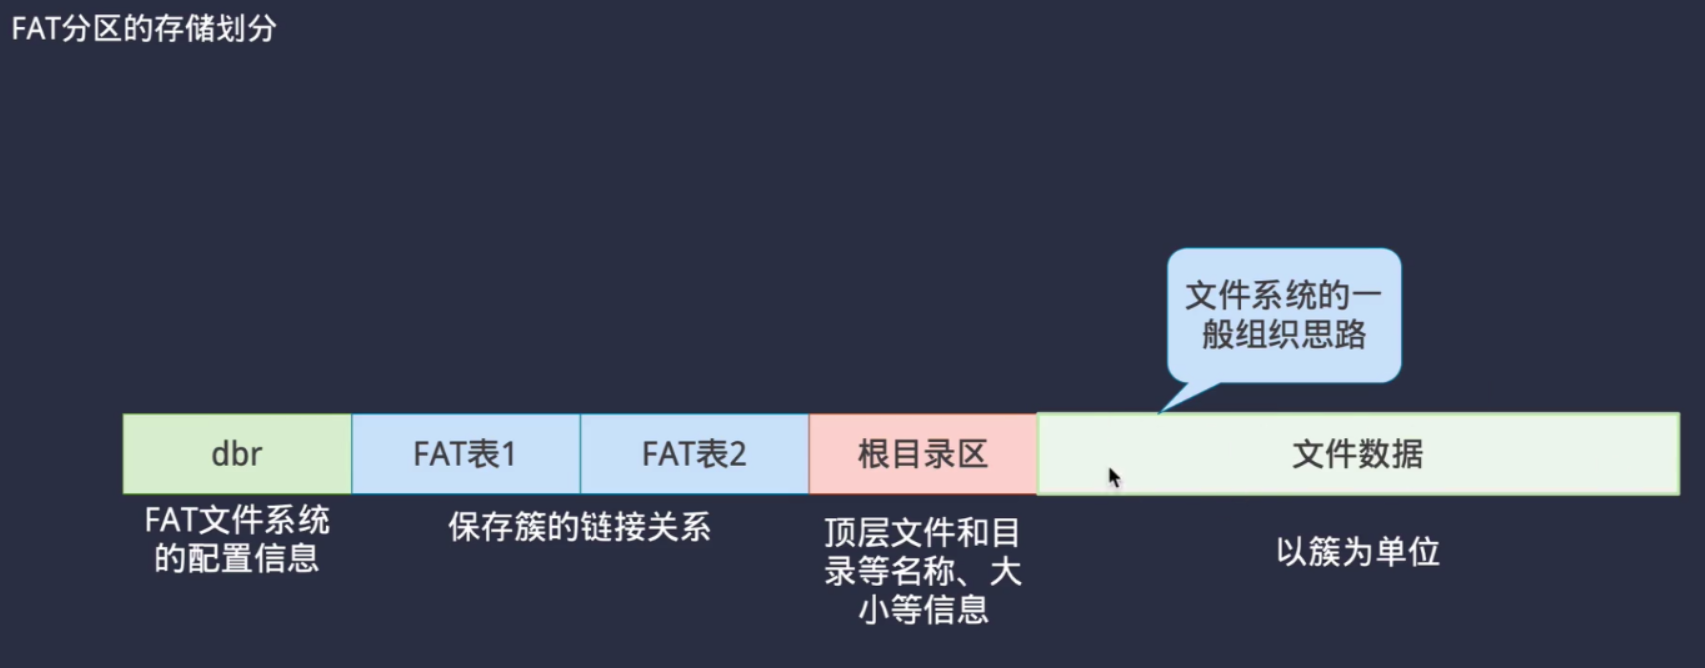 FAT分区的存储划分
文件系统的一
般组织思路
dbr
FAT表1
FAT表2
根目录区
文件数据
FAT文件系统
的配置信息
保存簇的链接关系
顶层文件和目
录等名称、大
小等信息
以簇为单位